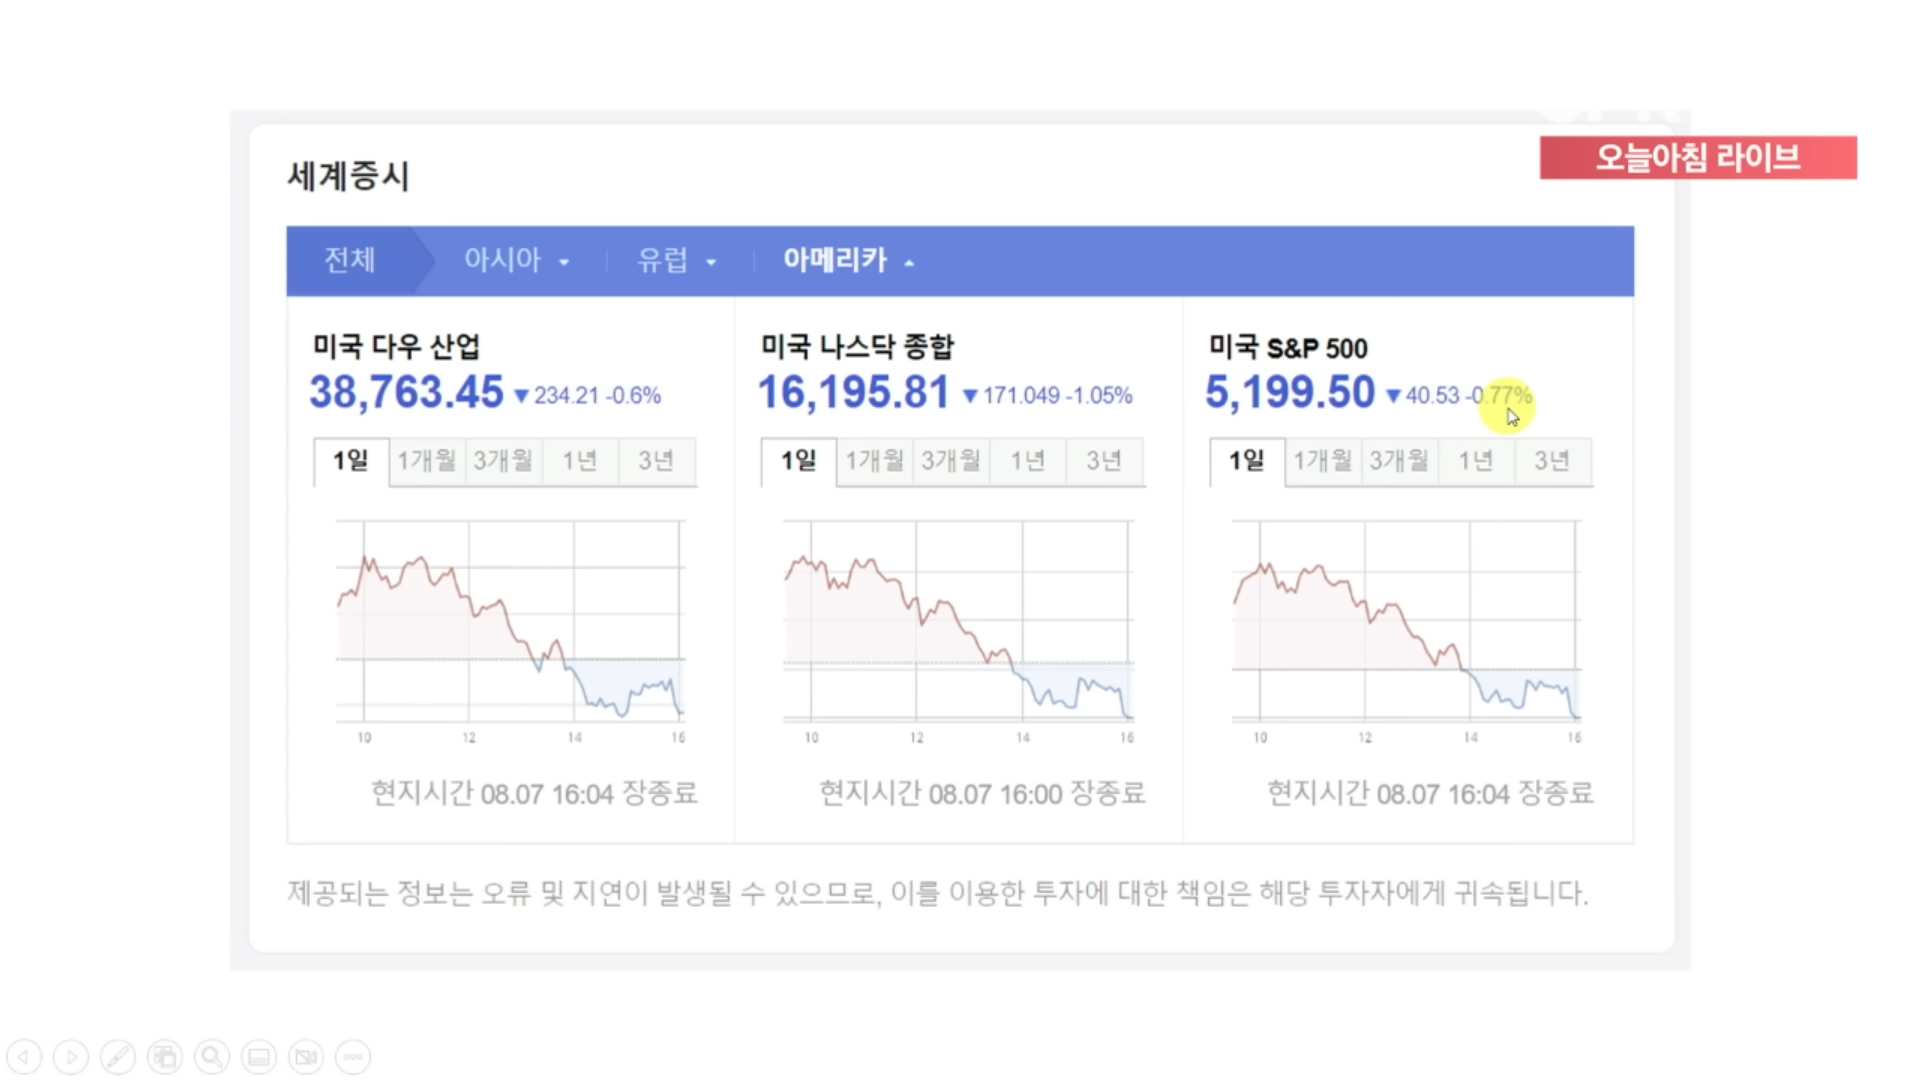 오늘아침 라이브
세계증시
전체 아시아 유럽 아메리카
미국 다우 산업
38,763.45 ▼ 234.21 -0.6%
1일 1개월 3개월 1년 3년
10 12 14 16
현지시간 08.07 16:04 장종료
미국 나스닥 종합
16,195.81 ▼ 171.049 -1.05%
1일 1개월 3개월 1년 3년
10 12 14 16
현지시간 08.07 16:00 장종료
미국 S&P 500
5,199.50 ▼ 40.53 -0.77%
1일 1개월 3개월 1년 3년
10 12 14 16
현지시간 08.07 16:04 장종료
제공되는 정보는 오류 및 지연이 발생될 수 있으므로, 이를 이용한 투자에 대한 책임은 해당 투자자에게 귀속됩니다.